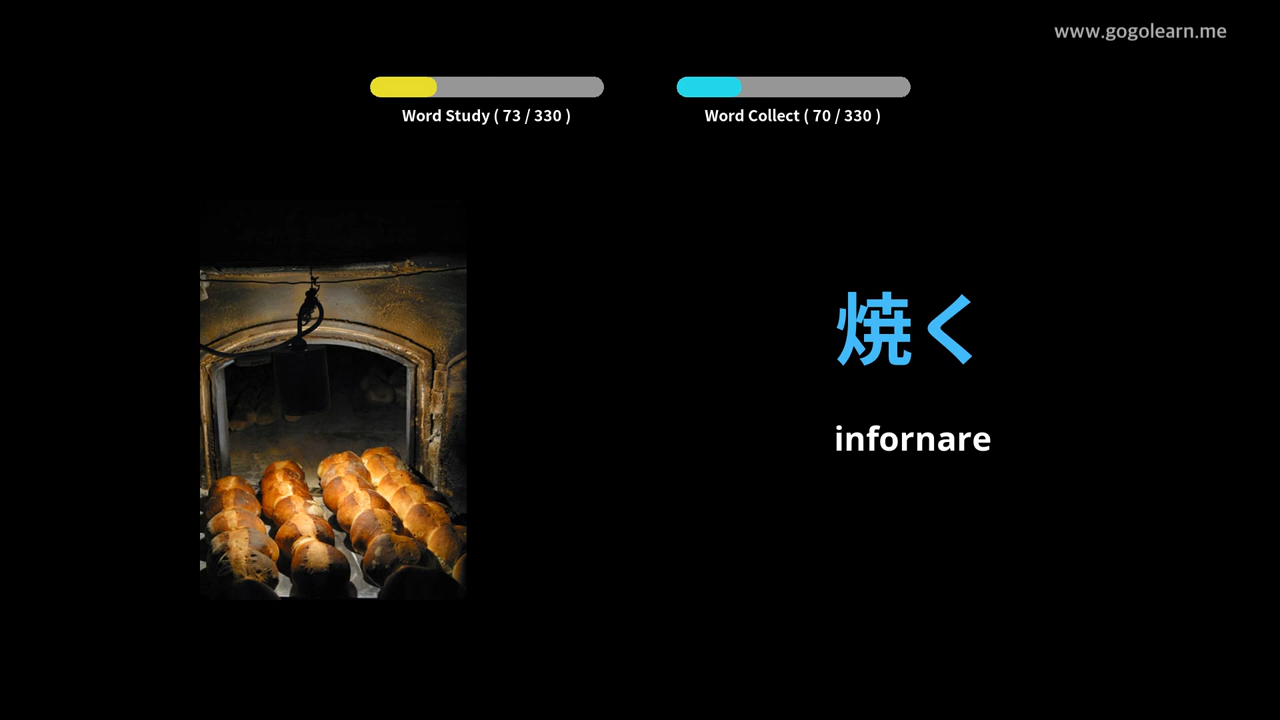 www.gogolearn.me
Word Study ( 73 / 330 )
Word Collect ( 70 / 330 )
焼く
infornare